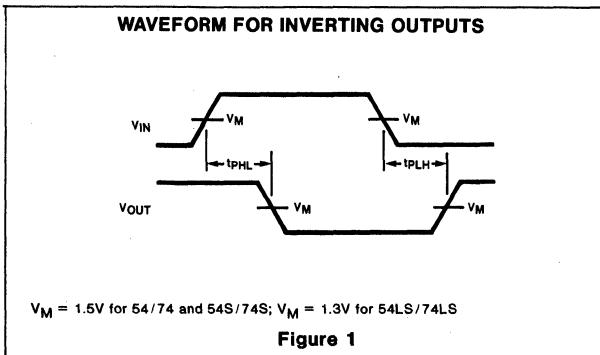 WAVEFORM FOR INVERTING OUTPUTS
VIN
VM
VM
tPHL
tPLH
VOUT
VM
VM
VM = 1.5V for 54/74 and 54S/74S; VM = 1.3V for 54LS/74LS
Figure 1